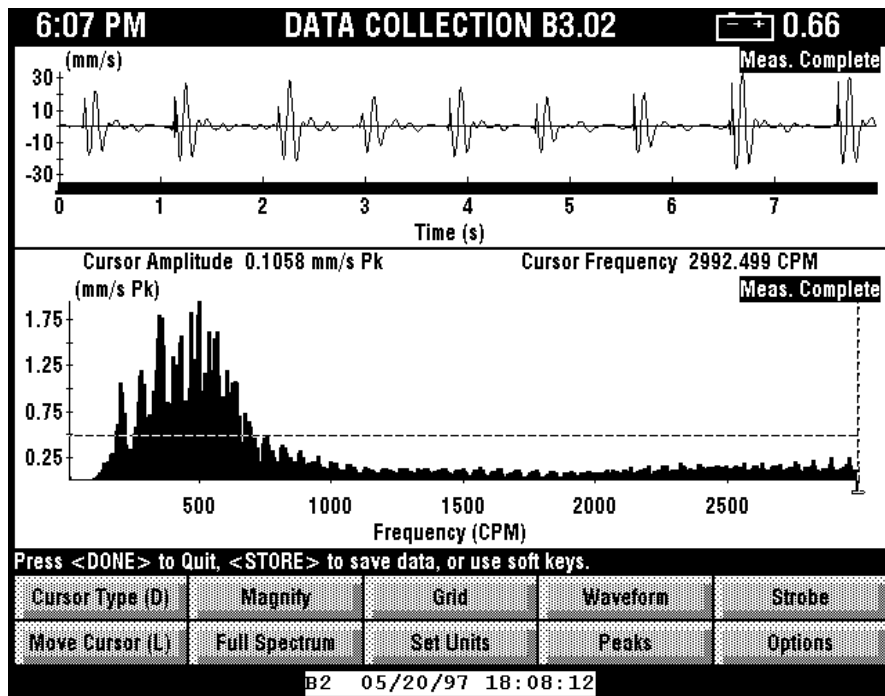 6:07 PM DATA COLLECTION B3.02 - + 0.66
(mm/s) Meas. Complete
30
10
-10
-30
0 1 2 3 4 5 6 7
Time (s)
Cursor Amplitude 0.1058 mm/s Pk Cursor Frequency 2992.499 CPM
(mm/s Pk) Meas. Complete
1.75
1.25
0.75
0.25
500 1000 1500 2000 2500
Frequency (CPM)
Press <DONE> to Quit, <STORE> to save data, or use soft keys.
Cursor Type (D) Magnify Grid Waveform Strobe
Move Cursor (L) Full Spectrum Set Units Peaks Options
B2 05/20/97 18:08:12